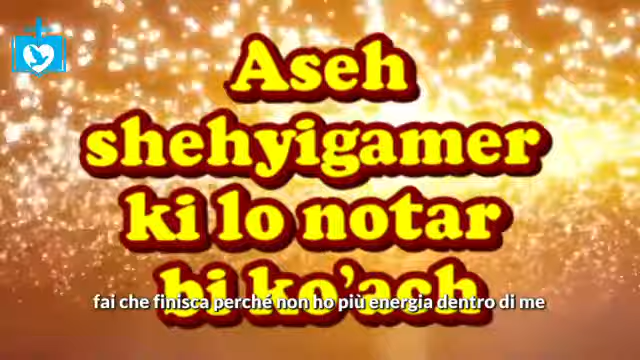 Aseh
shehyigamer
ki lo notar
bi ko'ach
fai che finisca perché non ho più energia dentro di me